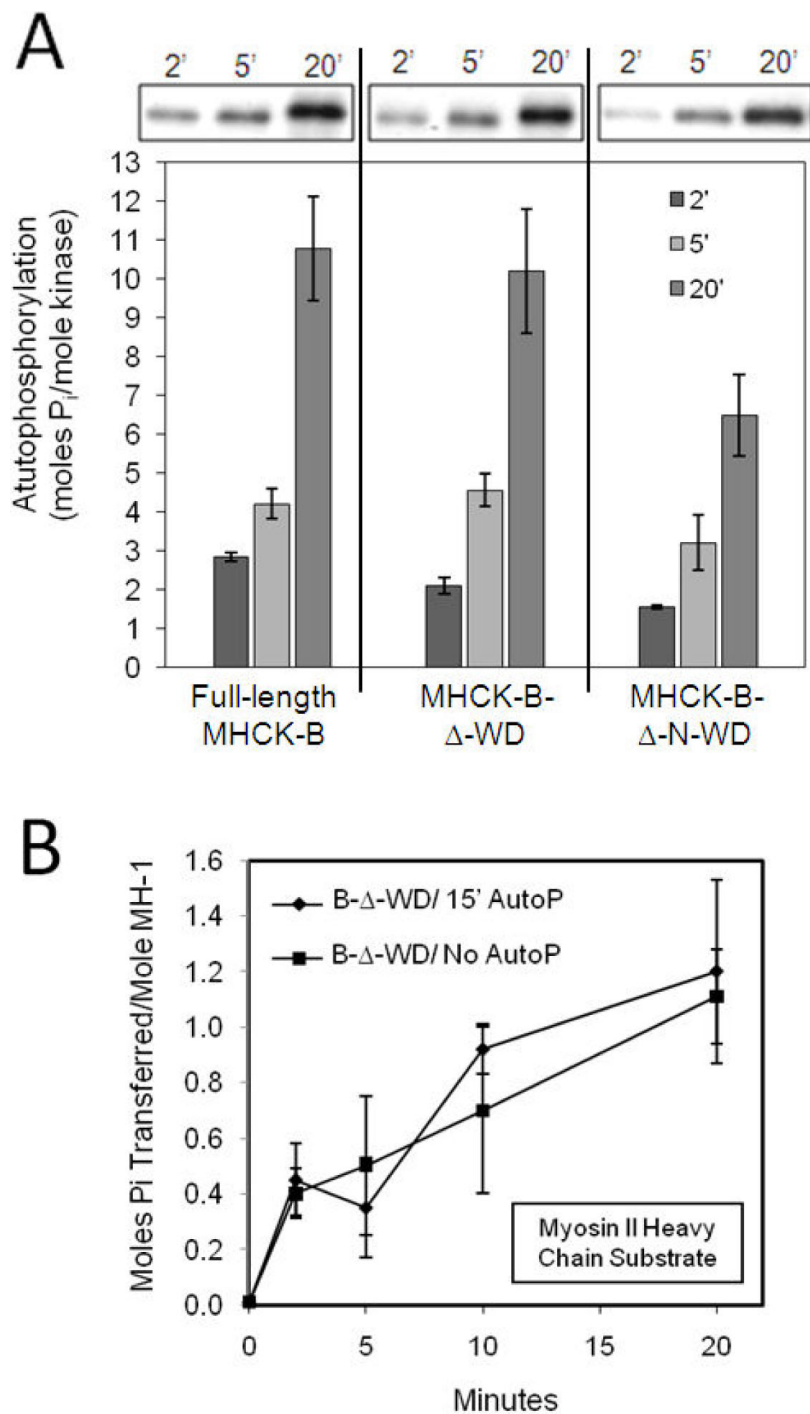 A
2' 5' 20' 2' 5' 20' 2' 5' 20'
13
12
11
10
9
8
7
6
5
4
3
2
1
0
Atutophosphorylation
(moles Pi/mole kinase)
2'
5'
20'
Full-length
MHCK-B
MHCK-B-
Δ-WD
MHCK-B-
Δ-N-WD
B
1.6
1.4
1.2
1.0
0.8
0.6
0.4
0.2
0.0
Moles Pi Transferred/Mole MH-1
B-Δ-WD/ 15' AutoP
B-Δ-WD/ No AutoP
Myosin II Heavy
Chain Substrate
0 5 10 15 20
Minutes